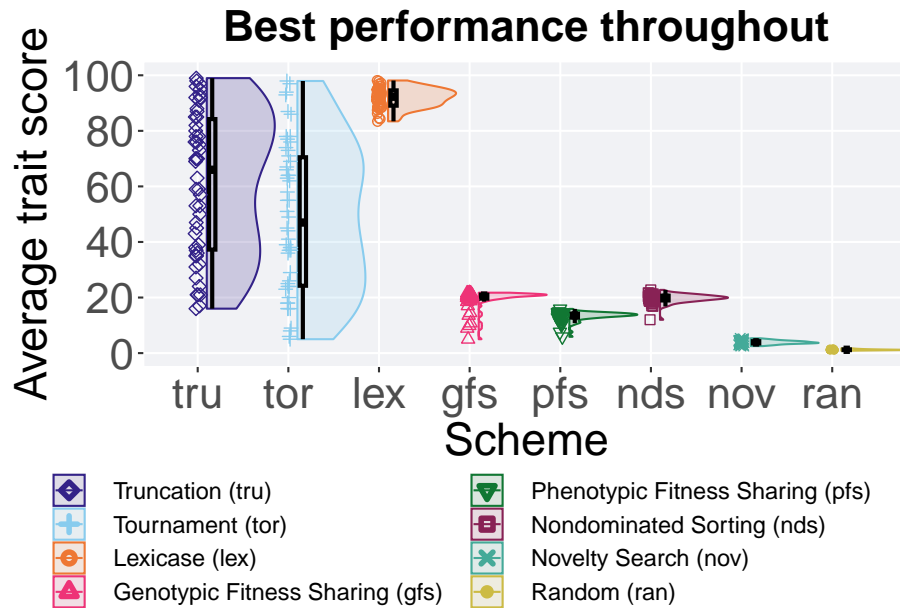 Best performance throughout
Average trait score
100
80
60
40
20
0
tru tor lex gfs pfs nds nov ran
Scheme
Truncation (tru)
Tournament (tor)
Lexicase (lex)
Genotypic Fitness Sharing (gfs)
Phenotypic Fitness Sharing (pfs)
Nondominated Sorting (nds)
Novelty Search (nov)
Random (ran)